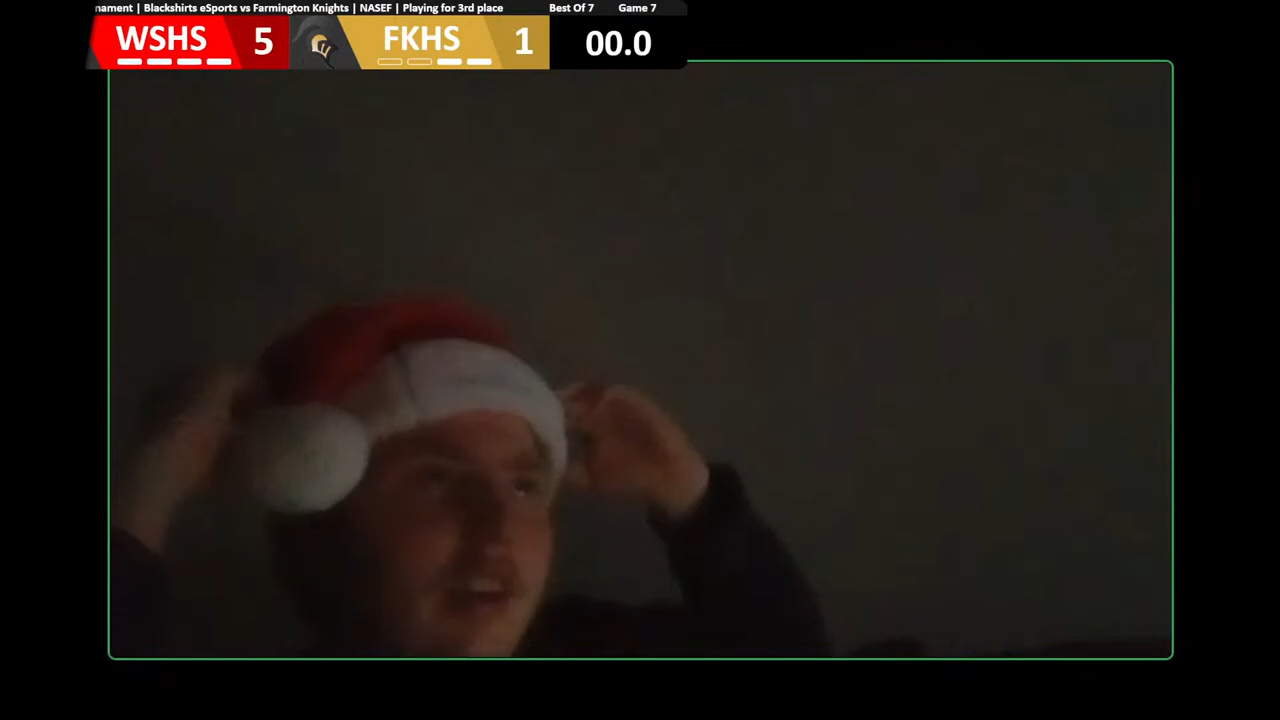 nament | Blackshirts eSports vs Farmington Knights | NASEF | Playing for 3rd place Best Of 7 Game 7
WSHS 5 FKHS 1 00.0